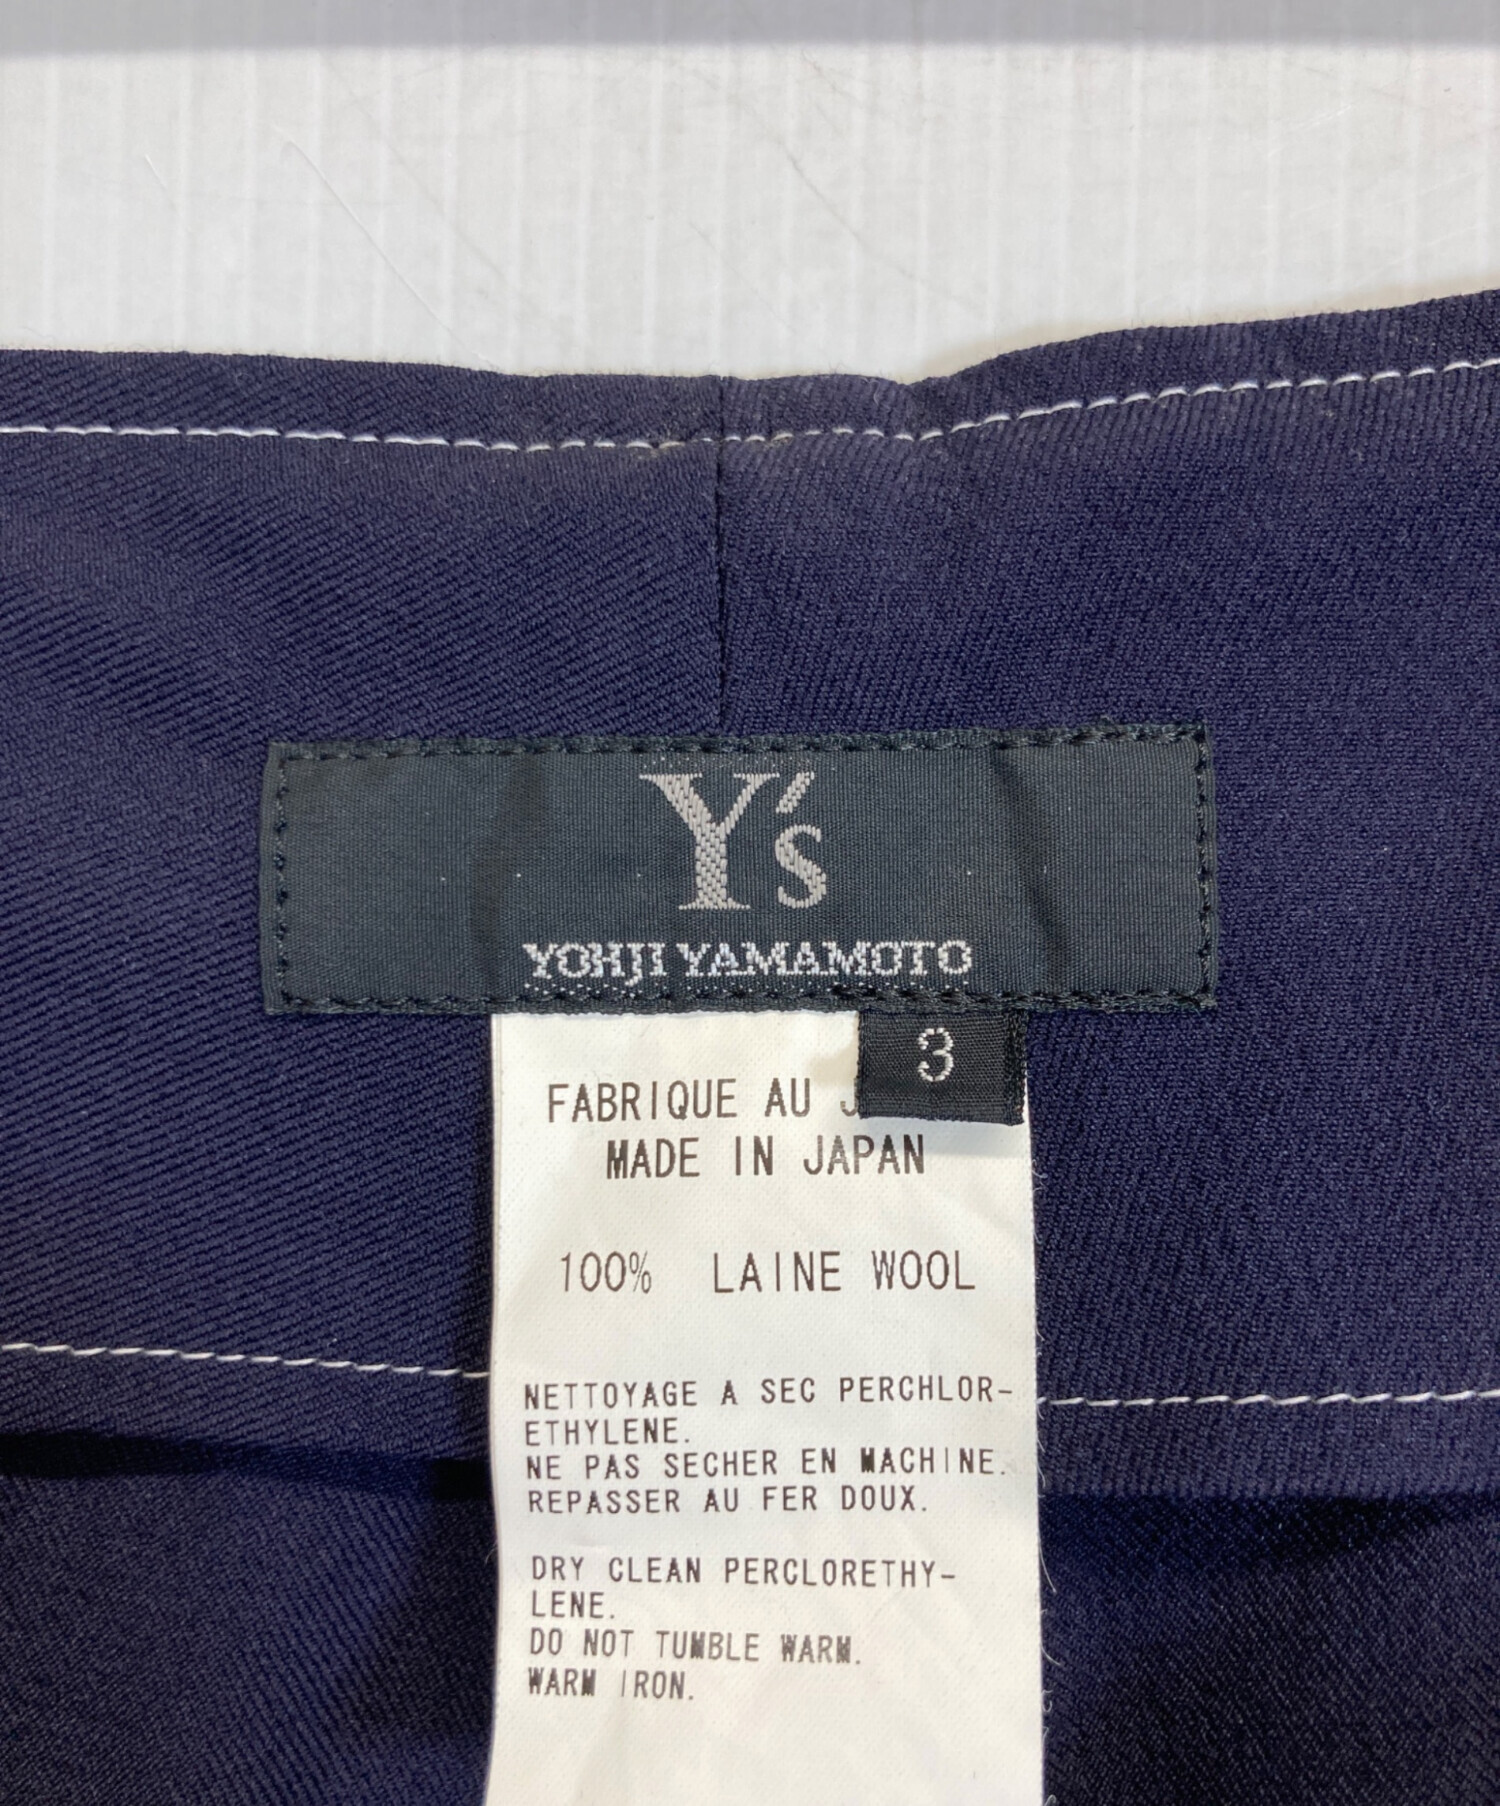 Y's
YOHJI YAMAMOTO
3
FABRIQUE AU
MADE IN JAPAN
100% LAINE WOOL
NETTOYAGE A SEC PERCHLOR-
ETHYLENE.
NE PAS SECHER EN MACHINE.
REPASSER AU FER DOUX.
DRY CLEAN PERCLORETHY-
LENE.
DO NOT TUMBLE WARM.
WARM IRON.